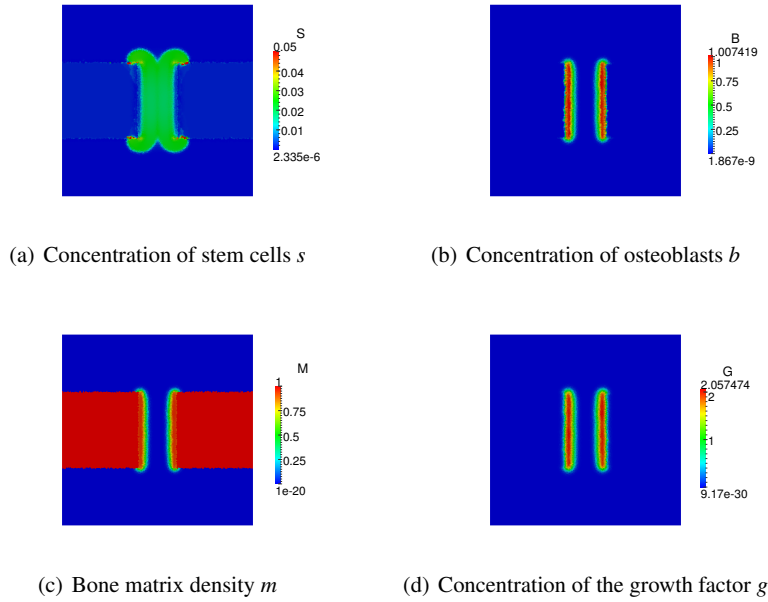 S
0.05
0.04
0.03
0.02
0.01
2.335e-6
B
1.007419
1
0.75
0.5
0.25
1.867e-9
(a) Concentration of stem cells s
(b) Concentration of osteoblasts b
M
1
0.75
0.5
0.25
1e-20
G
2.057474
2
1
9.17e-30
(c) Bone matrix density m
(d) Concentration of the growth factor g